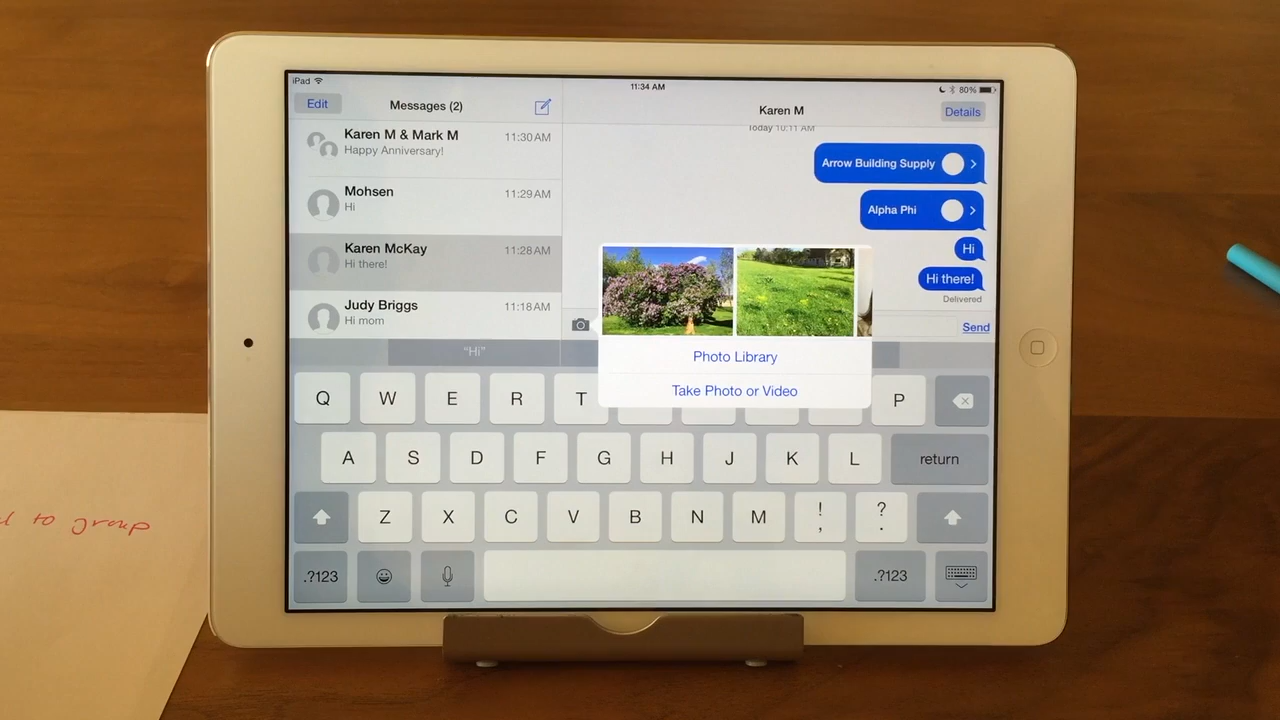 iPad
11:34 AM
80%
Edit
Messages (2)
Karen M
Details
Karen M & Mark M
11:30 AM
Happy Anniversary!
Mohsen
11:29 AM
Hi
Karen McKay
11:28 AM
Hi there!
Judy Briggs
11:18 AM
Hi mom
Today 10:11 AM
Arrow Building Supply
Alpha Phi
Hi
Hi there!
Delivered
Send
Photo Library
Take Photo or Video
"Hi"
Q W E R T P
A S D F G H J K L return
Z X C V B N M ! , ? .
.?123 .?123
to group